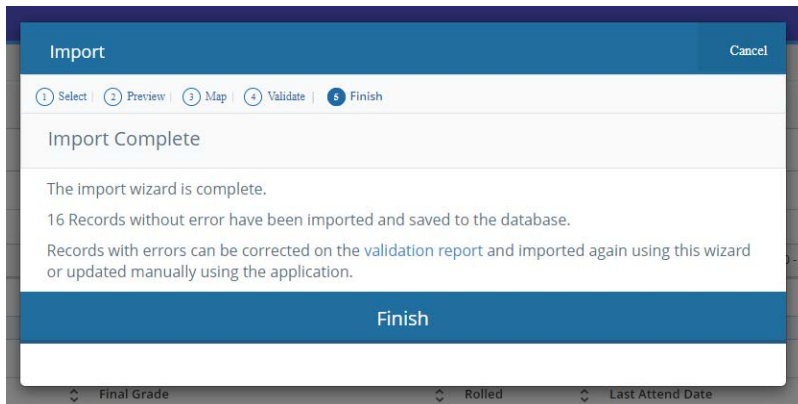 Import
Cancel
1 Select | 2 Preview | 3 Map | 4 Validate | 5 Finish
Import Complete
The import wizard is complete.
16 Records without error have been imported and saved to the database.
Records with errors can be corrected on the validation report and imported again using this wizard
or updated manually using the application.
Finish
Final Grade Rolled Last Attend Date